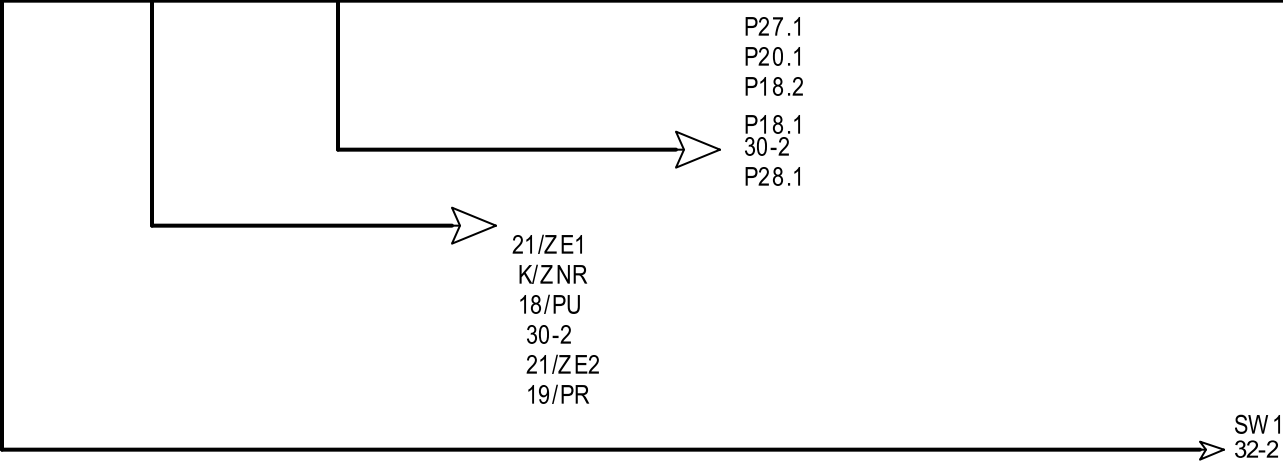 P27.1
P20.1
P18.2
P18.1
30-2
P28.1
21/ZE1
K/ZNR
18/PU
30-2
21/ZE2
19/PR
SW1
32-2